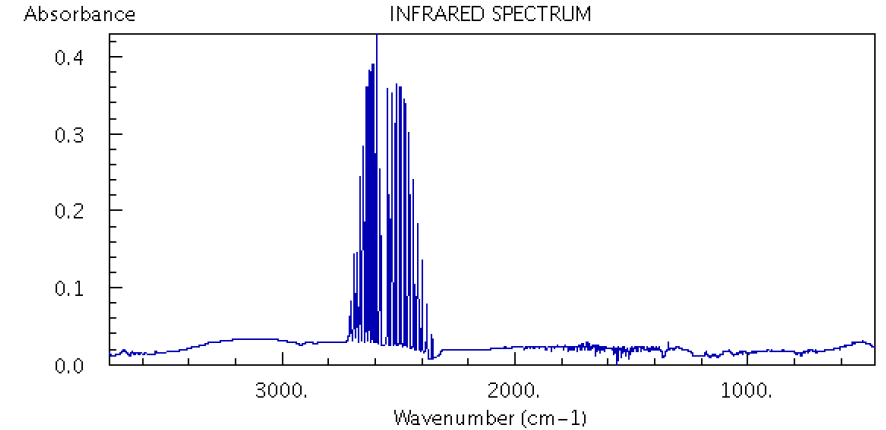 Absorbance
INFRARED SPECTRUM
0.4
0.3
0.2
0.1
0.0
3000.
2000.
1000.
Wavenumber (cm-1)